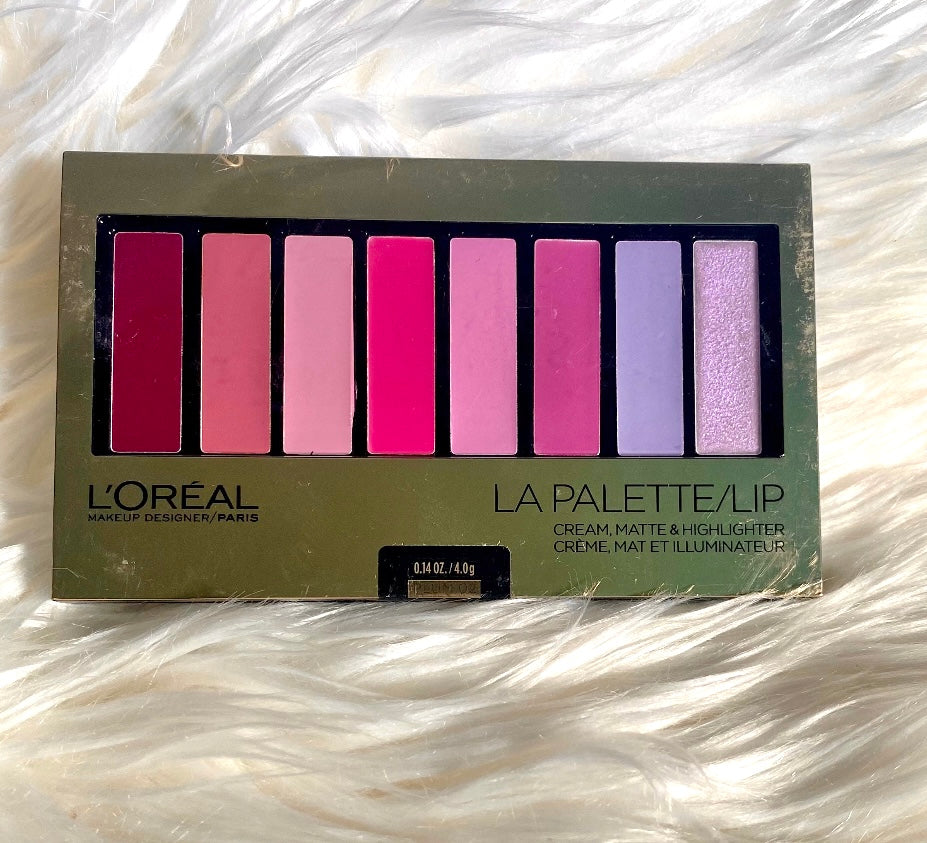 L'ORÉAL
MAKEUP DESIGNER/PARIS
LA PALETTE/LIP
CREAM, MATTE & HIGHLIGHTER
CRÈME, MAT ET ILLUMINATEUR
0.14 OZ. / 4.0g